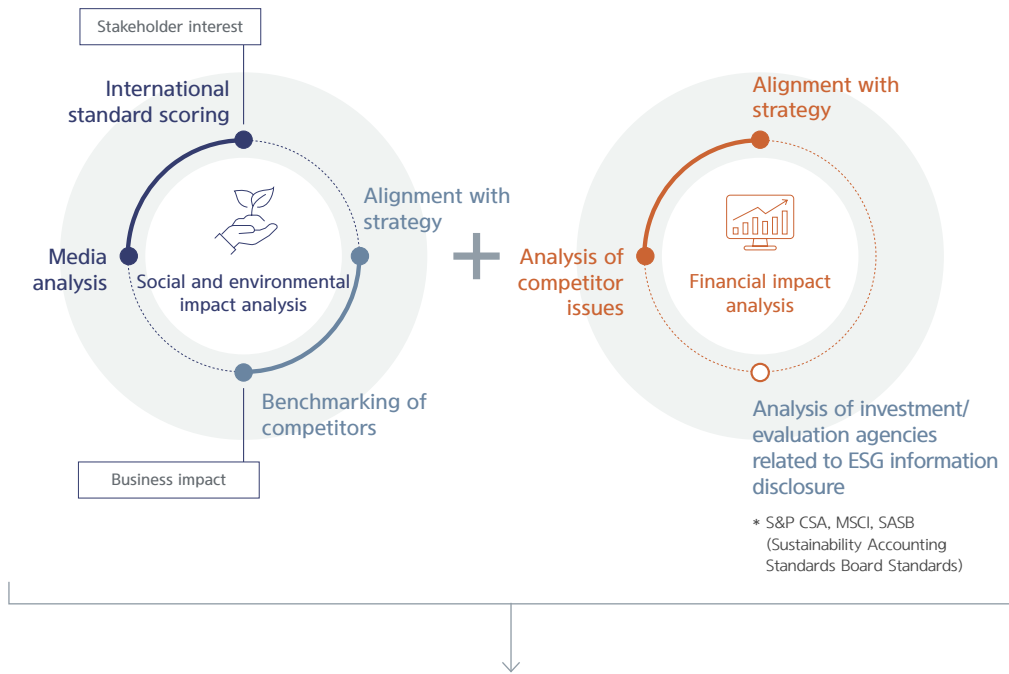 Stakeholder interest
International
standard scoring
Media
analysis
Social and environmental
impact analysis
Alignment with
strategy
Benchmarking of
competitors
Business impact
+
Alignment with
strategy
Analysis of
competitor
issues
Financial impact
analysis
Analysis of investment/
evaluation agencies
related to ESG information
disclosure
* S&P CSA, MSCI, SASB
(Sustainability Accounting
Standards Board Standards)